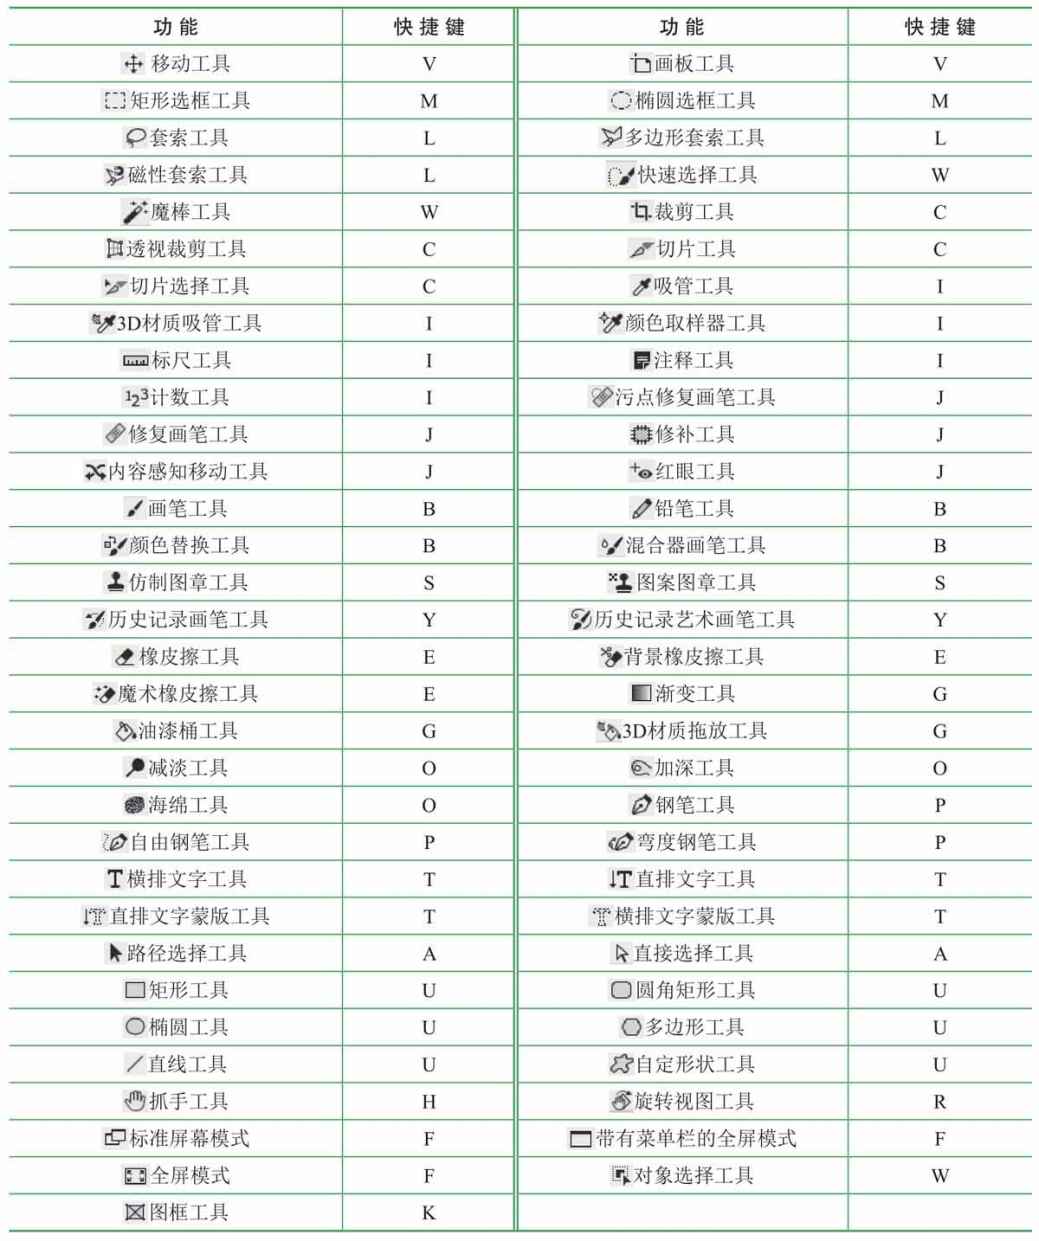 功能 快捷键 功能 快捷键
移动工具 V 画板工具 V
矩形选框工具 M 椭圆选框工具 M
套索工具 L 多边形套索工具 L
磁性套索工具 L 快速选择工具 W
魔棒工具 W 裁剪工具 C
透视裁剪工具 C 切片工具 C
切片选择工具 C 吸管工具 I
3D材质吸管工具 I 颜色取样器工具 I
标尺工具 I 注释工具 I
123计数工具 I 污点修复画笔工具 J
修复画笔工具 J 修补工具 J
内容感知移动工具 J 红眼工具 J
画笔工具 B 铅笔工具 B
颜色替换工具 B 混合器画笔工具 B
仿制图章工具 S 图案图章工具 S
历史记录画笔工具 Y 历史记录艺术画笔工具 Y
橡皮擦工具 E 背景橡皮擦工具 E
魔术橡皮擦工具 E 渐变工具 G
油漆桶工具 G 3D材质拖放工具 G
减淡工具 O 加深工具 O
海绵工具 O 钢笔工具 P
自由钢笔工具 P 弯度钢笔工具 P
T横排文字工具 T T直排文字工具 T
T直排文字蒙版工具 T T横排文字蒙版工具 T
路径选择工具 A 直接选择工具 A
矩形工具 U 圆角矩形工具 U
椭圆工具 U 多边形工具 U
直线工具 U 自定形状工具 U
抓手工具 H 旋转视图工具 R
标准屏幕模式 F 带有菜单栏的全屏模式 F
全屏模式 F 对象选择工具 W
图框工具 K